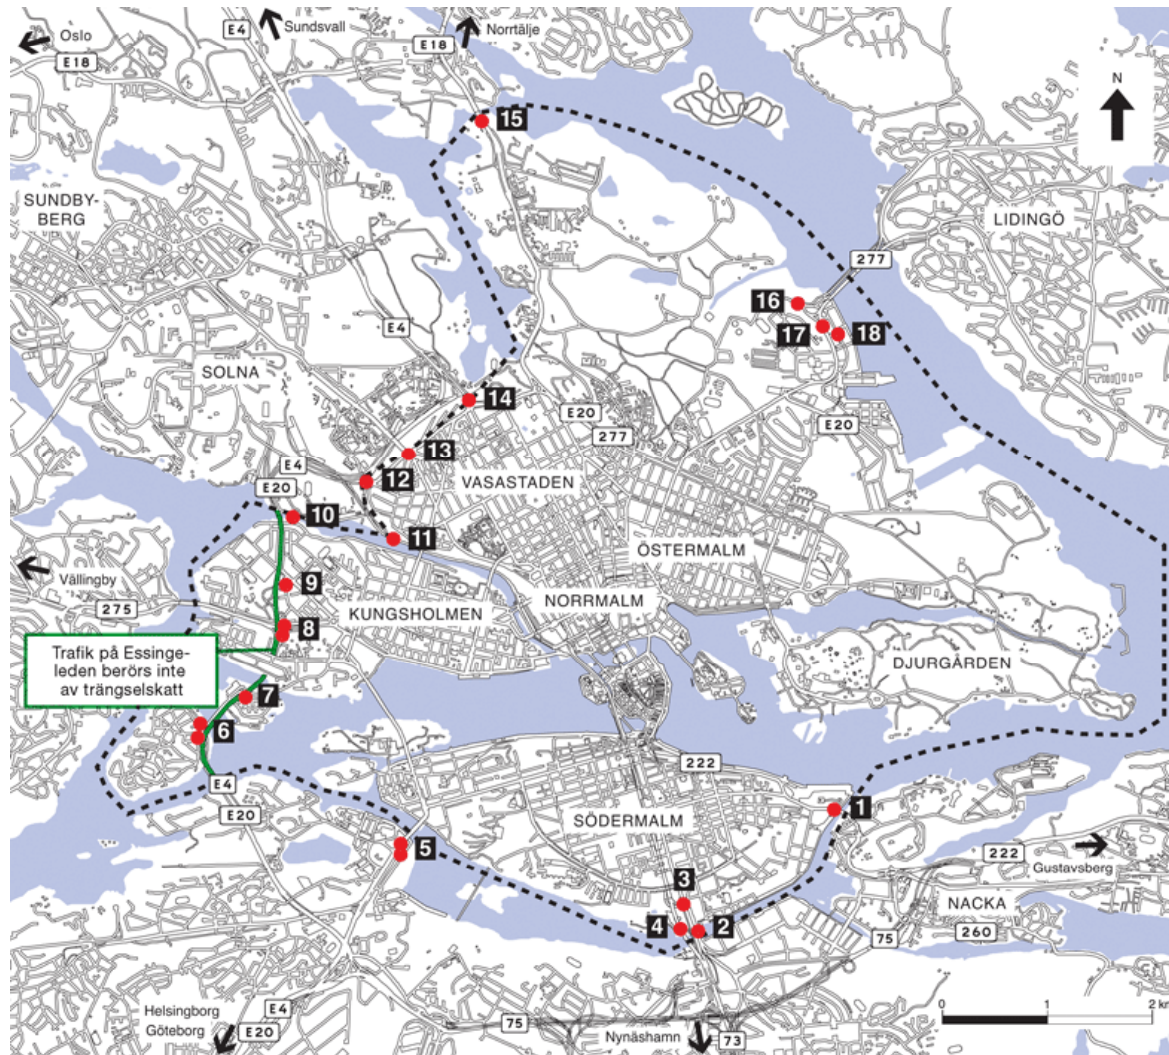 E4
Sundsvall
Norrtälje
Oslo
E18
E18
N
15
SUNDBY-
BERG
LIDINGÖ
277
16
17
18
E4
SOLNA
14
E20
277
E20
13
E4
12
VASASTADEN
E20
10
11
ÖSTERMALM
Vällingby
9
275
KUNGSHOLMEN
NORRMALM
8
Trafik på Essinge-
leden berörs inte
av trängselskatt
DJURGÅRDEN
7
6
222
E4
E20
1
SÖDERMALM
5
222
Gustavsberg
3
NACKA
4
2
75
260
0
1
2 km
Helsingborg
Göteborg
E4
E20
75
Nynäshamn
73